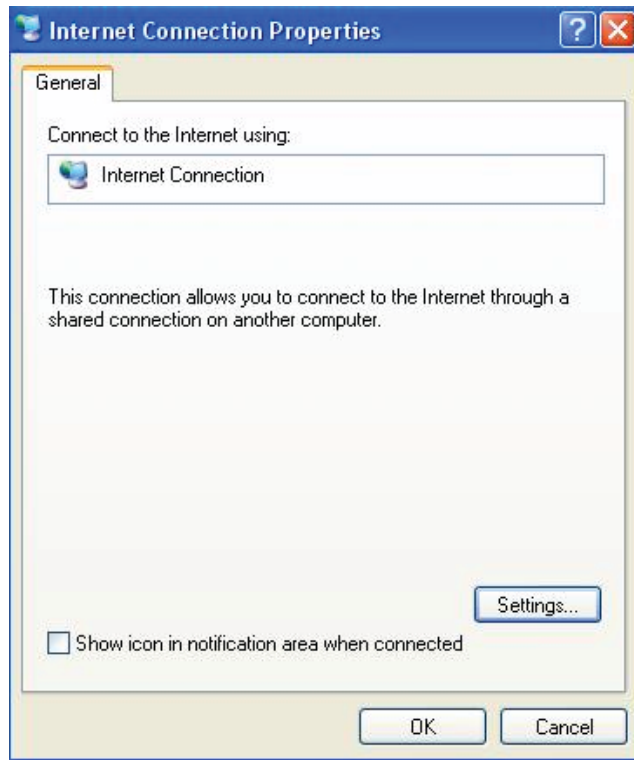 Internet Connection Properties
General
Connect to the Internet using:
Internet Connection
This connection allows you to connect to the Internet through a
shared connection on another computer.
Settings...
Show icon in notification area when connected
OK
Cancel